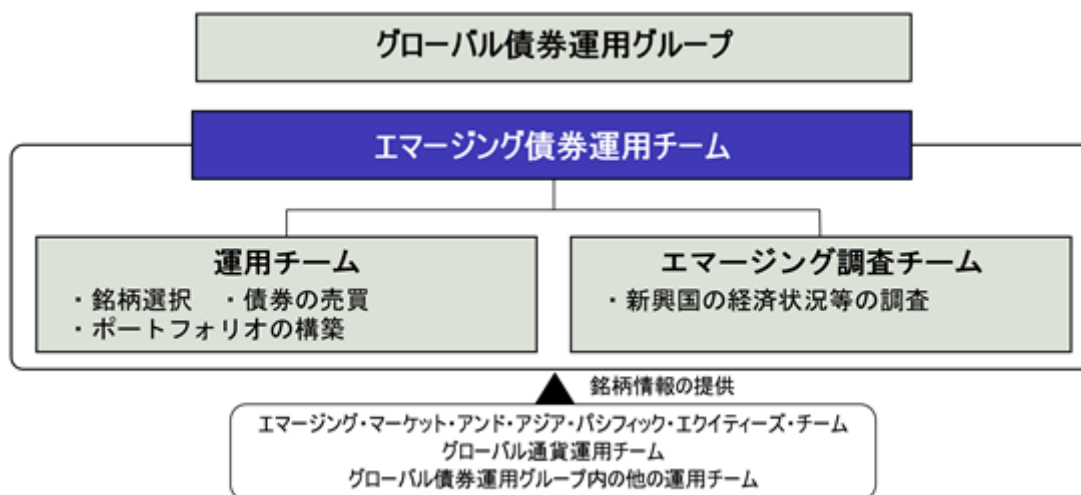 グローバル債券運用グループ
エマージング債券運用チーム
運用チーム
・銘柄選択　・債券の売買
・ポートフォリオの構築
エマージング調査チーム
・新興国の経済状況等の調査
銘柄情報の提供
エマージング・マーケット・アンド・アジア・パシフィック・エクイティーズ・チーム
グローバル通貨運用チーム
グローバル債券運用グループ内の他の運用チーム